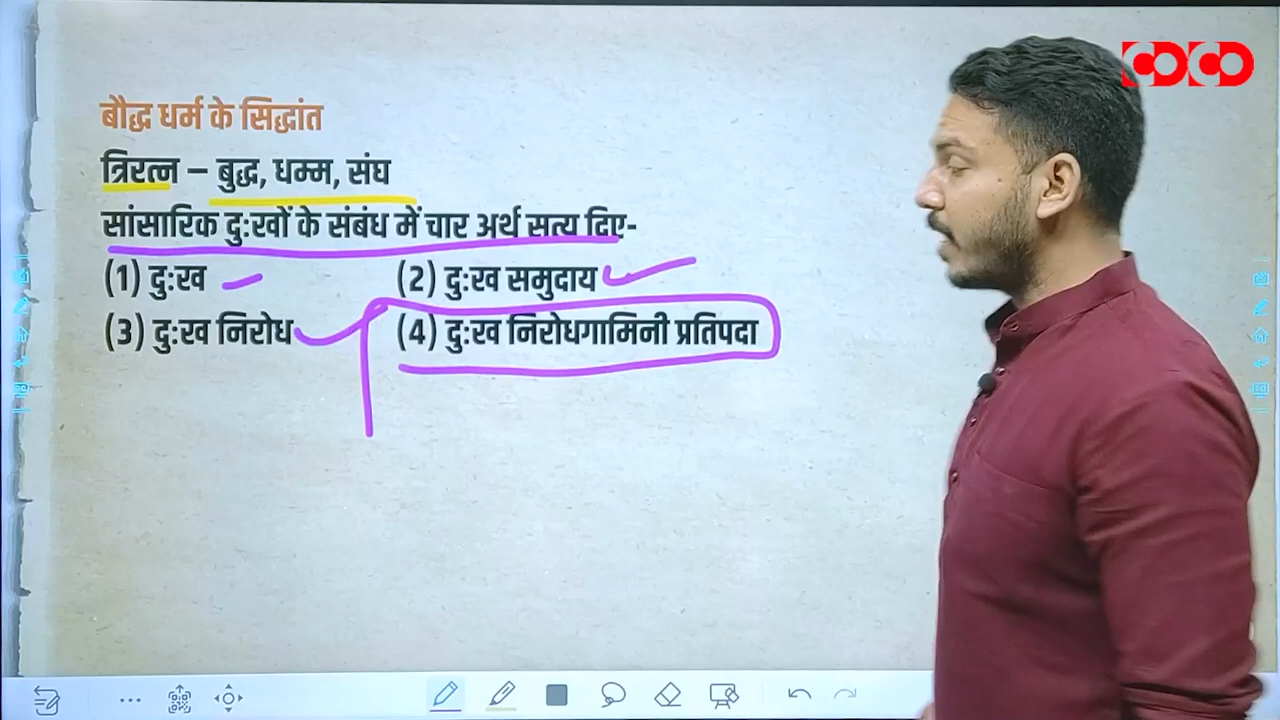 बौद्ध धर्म के सिद्धांत
त्रिरत्न – बुद्ध, धम्म, संघ
सांसारिक दुःखों के संबंध में चार अर्थ सत्य दिए-
(1) दुःख (2) दुःख समुदाय
(3) दुःख निरोध (4) दुःख निरोधगामिनी प्रतिपदा